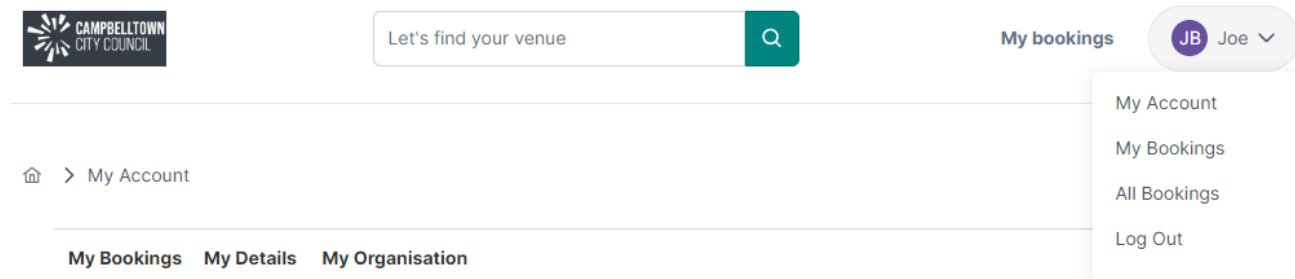 CAMPBELLTOWN
CITY COUNCIL
Let's find your venue
My bookings
JB Joe
My Account
My Bookings
All Bookings
Log Out
My Account
My Bookings My Details My Organisation